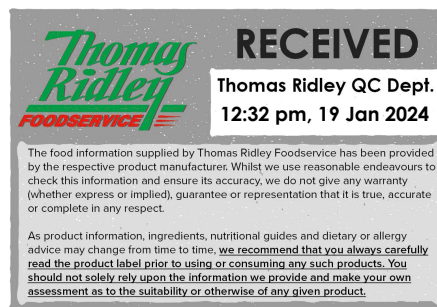 Thomas
Ridley
FOODSERVICE
RECEIVED
Thomas Ridley QC Dept.
12:32 pm, 19 Jan 2024
The food information supplied by Thomas Ridley Foodservice has been provided
by the respective product manufacturer. Whilst we use reasonable endeavours to
check this information and ensure its accuracy, we do not give any warranty
(whether express or implied), guarantee or representation that it is true, accurate
or complete in any respect.
As product information, ingredients, nutritional guides and dietary or allergy
advice may change from time to time, we recommend that you always carefully
read the product label prior to using or consuming any such products. You
should not solely rely upon the information we provide and make your own
assessment as to the suitability or otherwise of any given product.